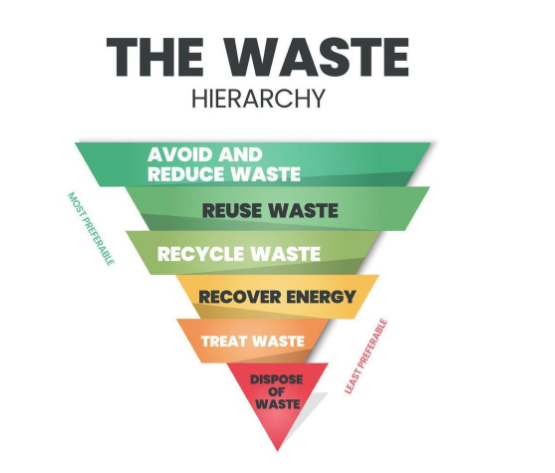 THE WASTE
HIERARCHY
AVOID AND
REDUCE WASTE
REUSE WASTE
MOST PREFERABLE
RECYCLE WASTE
RECOVER ENERGY
TREAT WASTE
LEAST PREFERABLE
DISPOSE
OF
WASTE